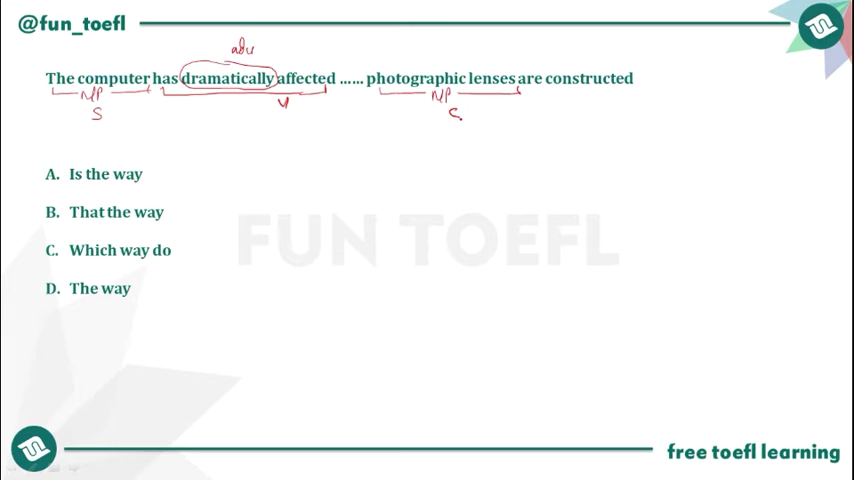 @fun_toefl
adv
The computer has dramatically affected ...... photographic lenses are constructed
NP V NP
S S
A. Is the way
B. That the way
C. Which way do
D. The way
FUN TOEFL
free toefl learning